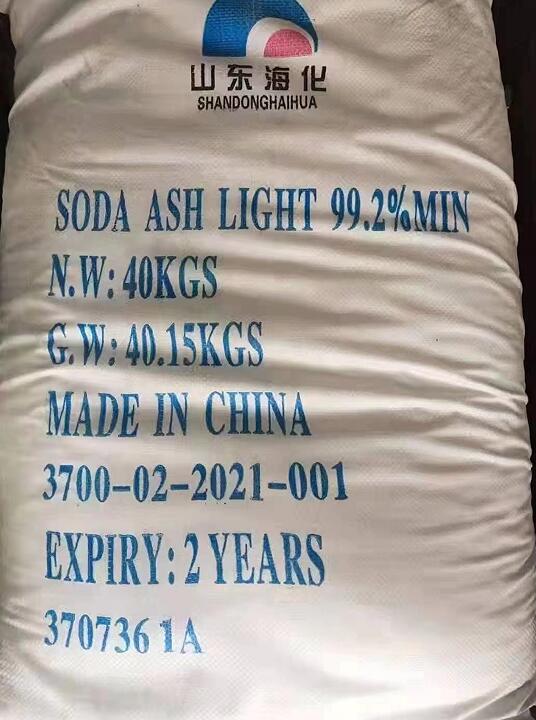 山东海化
SHANDONGHAIHUA
SODA ASH LIGHT 99.2%MIN
N.W: 40KGS
G.W: 40.15KGS
MADE IN CHINA
3700-02-2021-001
EXPIRY: 2 YEARS
370736 1A